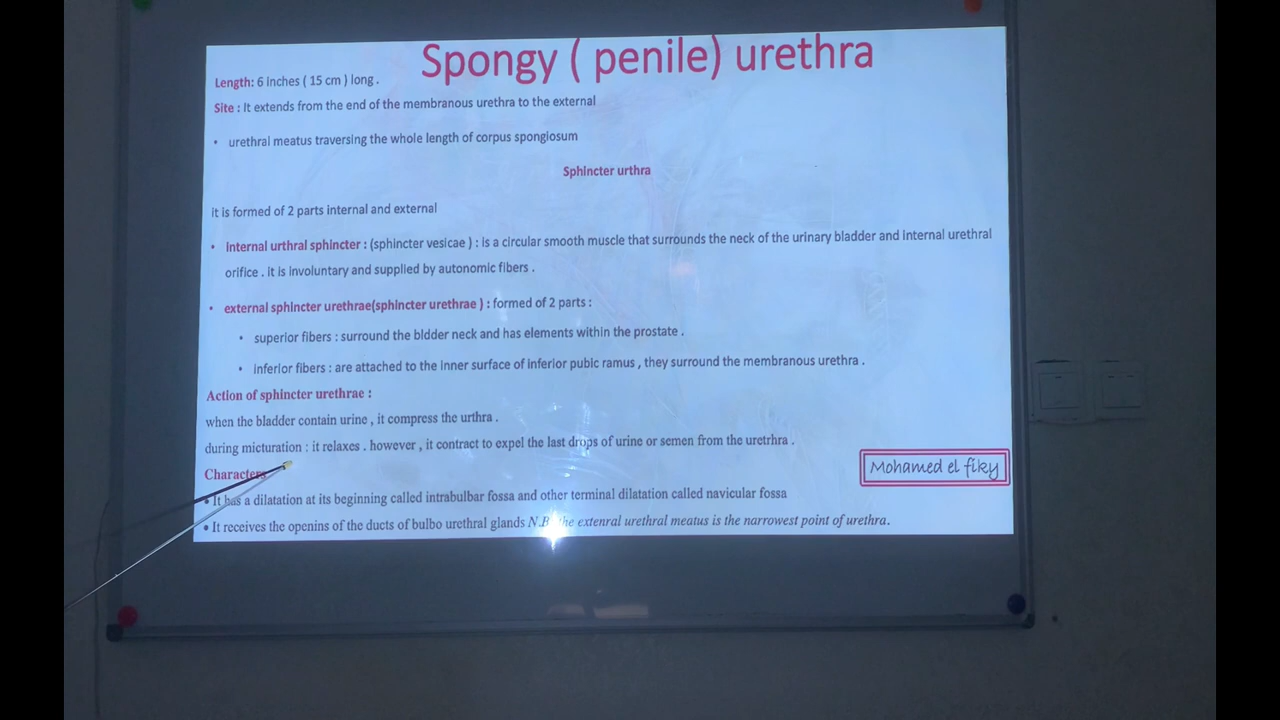 Spongy ( penile) urethra
Length: 6 inches ( 15 cm ) long .
Site : It extends from the end of the membranous urethra to the external
• urethral meatus traversing the whole length of corpus spongiosum
Sphincter urthra
it is formed of 2 parts internal and external
• Internal urthral sphincter : (sphincter vesicae ) : is a circular smooth muscle that surrounds the neck of the urinary bladder and internal urethral
orifice . it is involuntary and supplied by autonomic fibers .
• external sphincter urethrae(sphincter urethrae ) : formed of 2 parts :
• superior fibers : surround the bldder neck and has elements within the prostate .
• inferior fibers : are attached to the inner surface of inferior pubic ramus , they surround the membranous urethra .
Action of sphincter urethrae :
when the bladder contain urine , it compress the urthra .
during micturation : it relaxes . however , it contract to expel the last drops of urine or semen from the uretrhra .
Mohamed el fiky
Characters
• It has a dilatation at its beginning called intrabulbar fossa and other terminal dilatation called navicular fossa
• It receives the openins of the ducts of bulbo urethral glands N.B the extenral urethral meatus is the narrowest point of urethra.